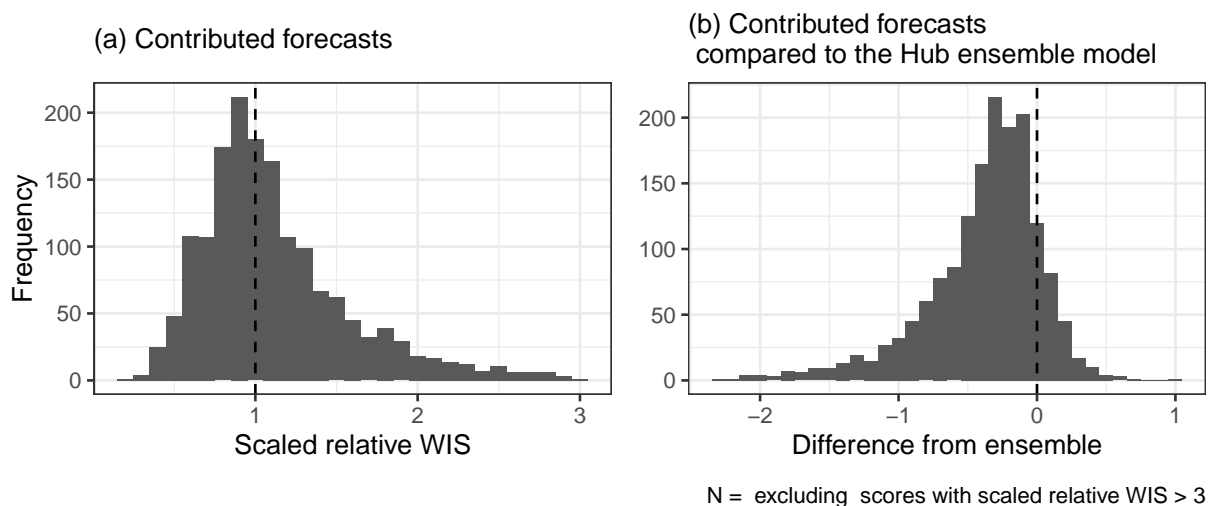 (a) Contributed forecasts
200
150
100
50
0
Frequency
1
2
3
Scaled relative WIS
(b) Contributed forecasts
compared to the Hub ensemble model
200
150
100
50
0
−2
−1
0
1
Difference from ensemble
N =  excluding  scores with scaled relative WIS > 3